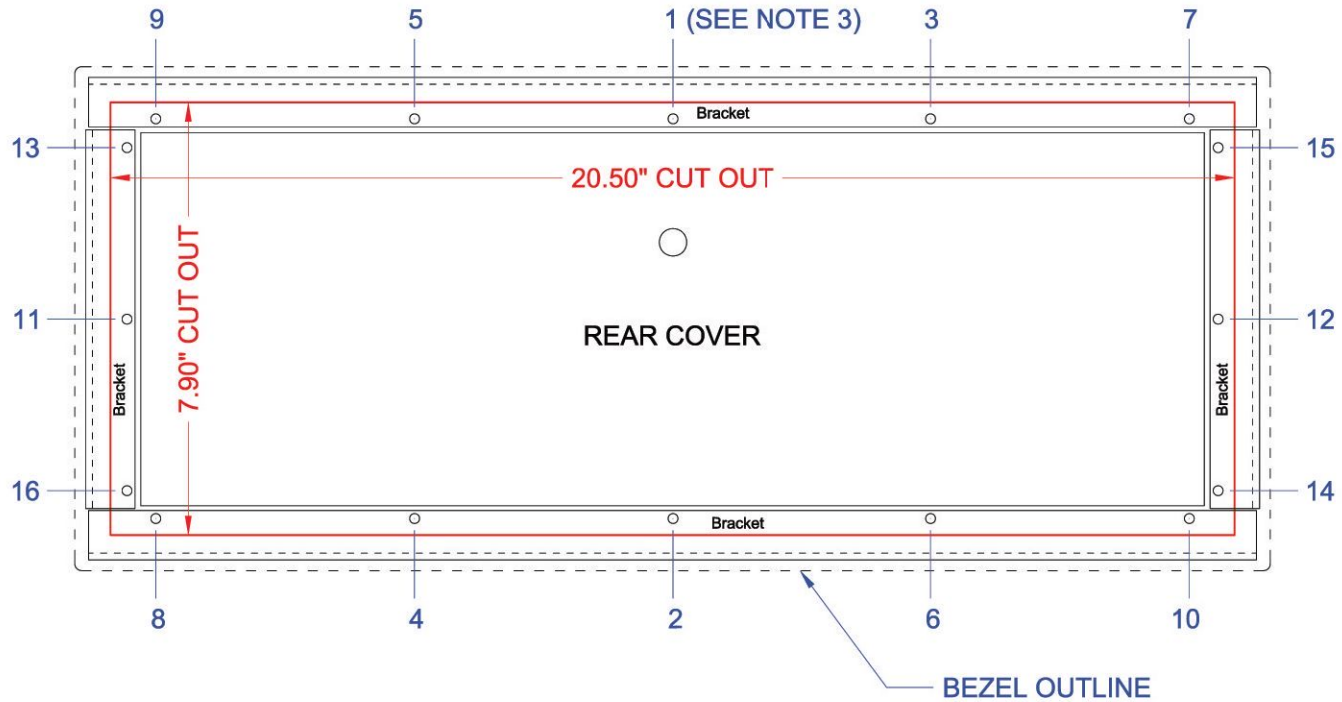 9 5 1 (SEE NOTE 3) 3 7
Bracket
13 15
20.50" CUT OUT
7.90" CUT OUT
11 12
REAR COVER
Bracket
Bracket
16 14
Bracket
8 4 2 6 10
BEZEL OUTLINE